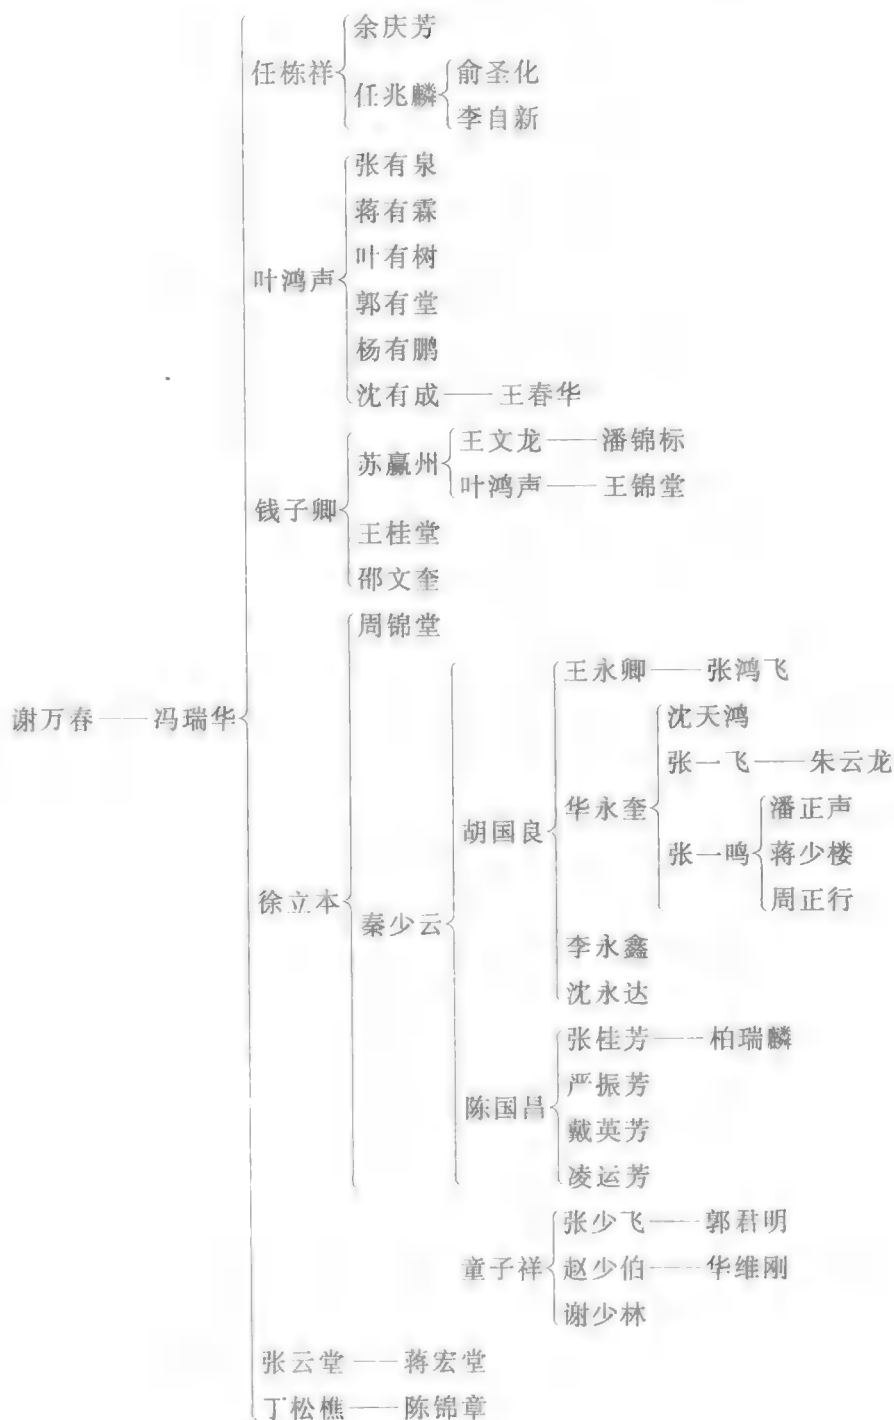 余庆芳
任栋祥
俞圣化
任兆麟
李自新
张有泉
蒋有霖
叶有树
叶鸿声
郭有堂
杨有鹏
沈有成——王春华
王文龙——潘锦标
苏赢州
叶鸿声——王锦堂
钱子卿
王桂堂
邵文奎
周锦堂
王永卿——张鸿飞
谢万春——冯瑞华
沈天鸿
张一飞——朱云龙
华永奎
潘正声
胡国良
张一鸣
蒋少楼
周正行
徐立本
秦少云
李永鑫
沈永达
张桂芳——柏瑞麟
严振芳
陈国昌
戴英芳
凌运芳
张少飞——郭君明
童子祥
赵少伯——华维刚
谢少林
张云堂——蒋宏堂
丁松樵——陈锦章